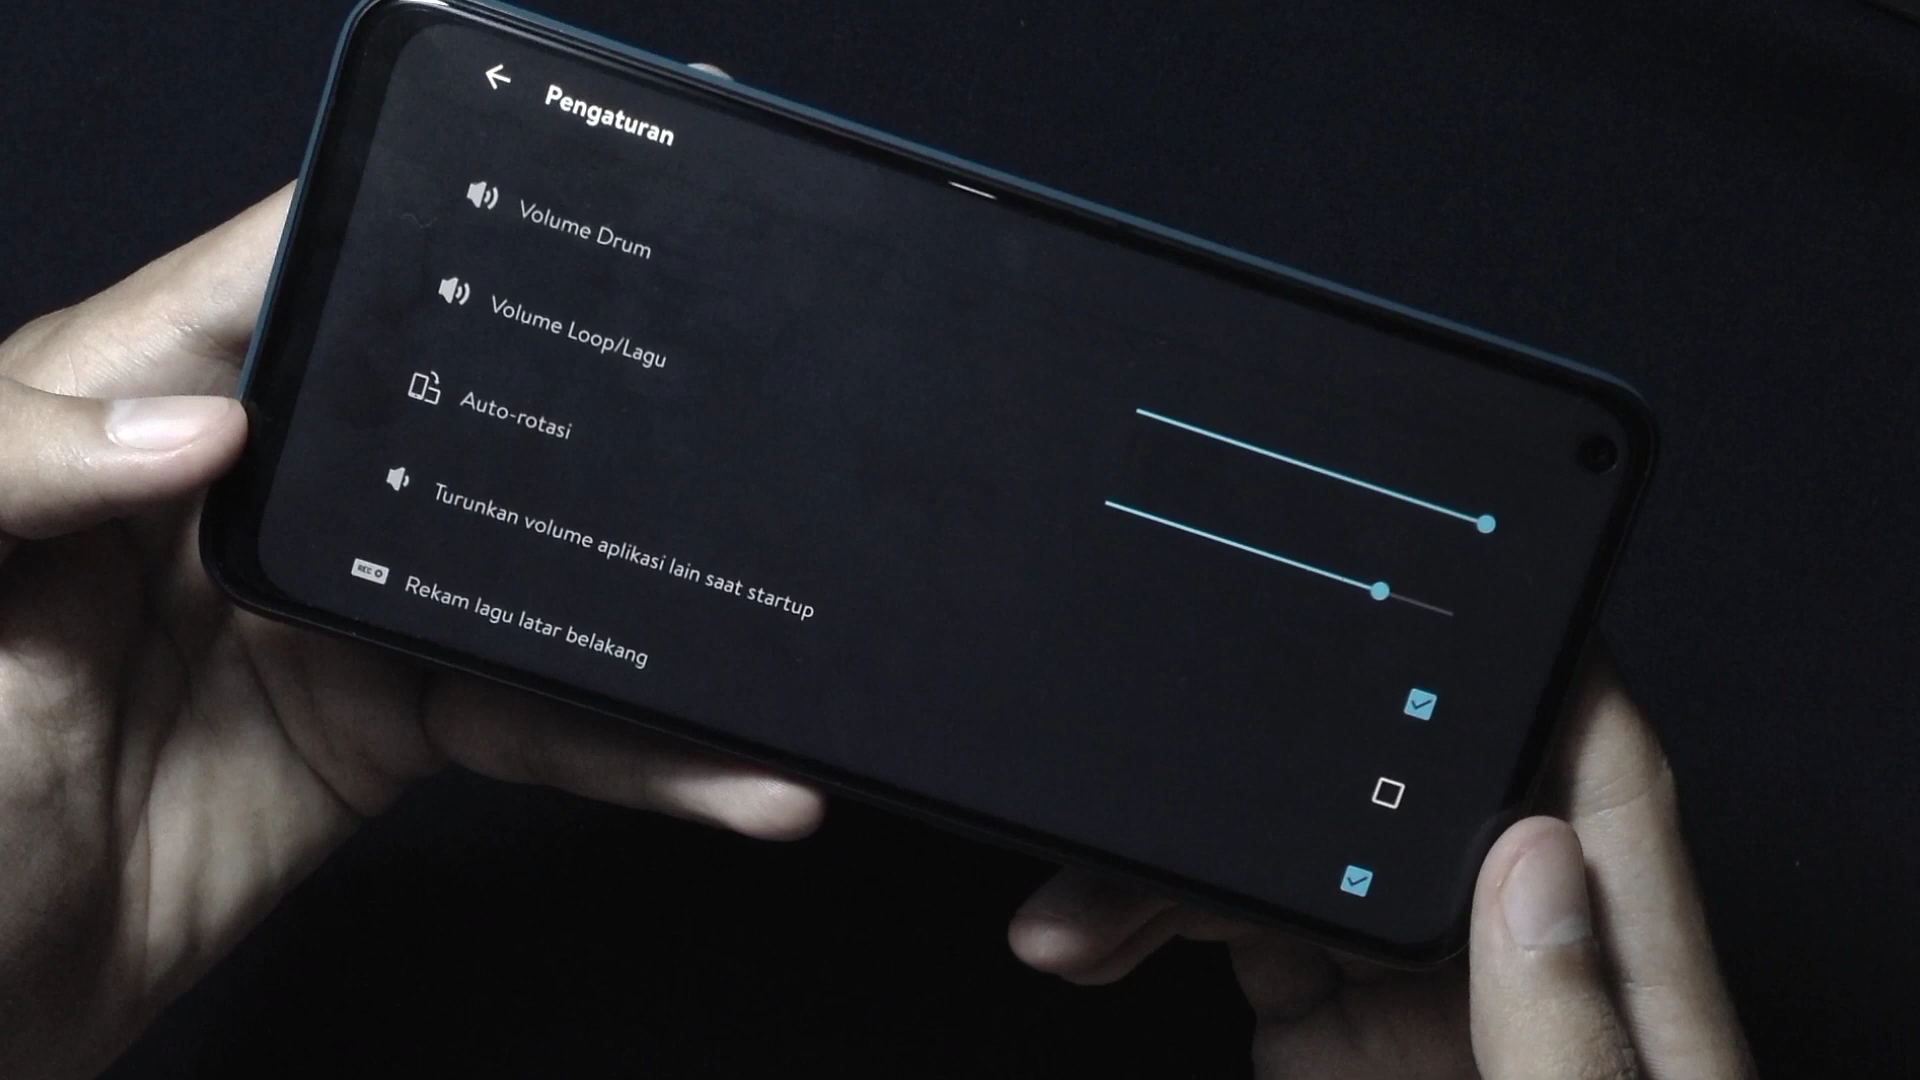 Pengaturan
Volume Drum
Volume Loop/Lagu
Auto-rotasi
Turunkan volume aplikasi lain saat startup
REC
Rekam lagu latar belakang